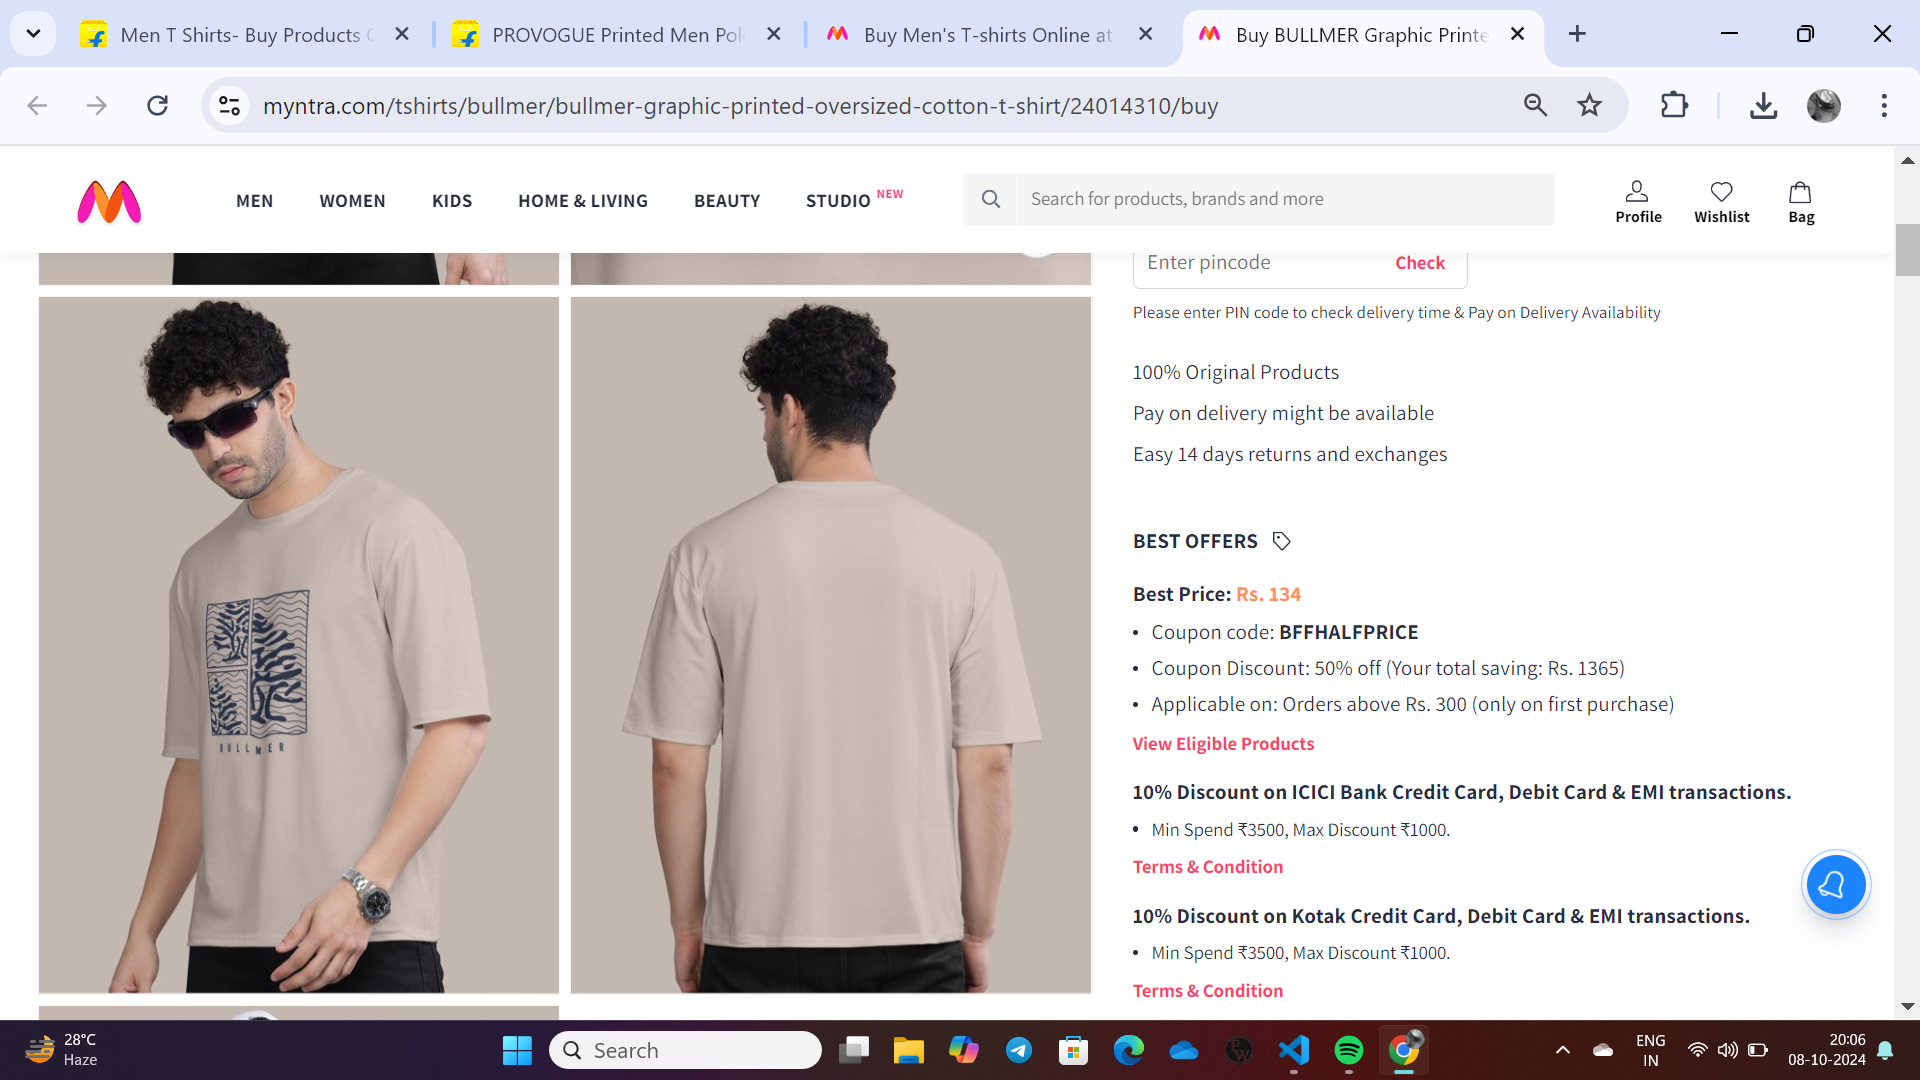 Men T Shirts- Buy Products
PROVOGUE Printed Men Polo
Buy Men's T-shirts Online at
Buy BULLMER Graphic Printe
myntra.com/tshirts/bullmer/bullmer-graphic-printed-oversized-cotton-t-shirt/24014310/buy
MEN
WOMEN
KIDS
HOME & LIVING
BEAUTY
STUDIO NEW
Search for products, brands and more
Profile
Wishlist
Bag
Enter pincode
Check
Please enter PIN code to check delivery time & Pay on Delivery Availability
100% Original Products
Pay on delivery might be available
Easy 14 days returns and exchanges
BULLMER
BEST OFFERS
Best Price: Rs. 134
• Coupon code: BFFHALFPRICE
• Coupon Discount: 50% off (Your total saving: Rs. 1365)
• Applicable on: Orders above Rs. 300 (only on first purchase)
View Eligible Products
10% Discount on ICICI Bank Credit Card, Debit Card & EMI transactions.
• Min Spend ₹3500, Max Discount ₹1000.
Terms & Condition
10% Discount on Kotak Credit Card, Debit Card & EMI transactions.
• Min Spend ₹3500, Max Discount ₹1000.
Terms & Condition
28°C
Haze
Search
ENG
IN
20:06
08-10-2024